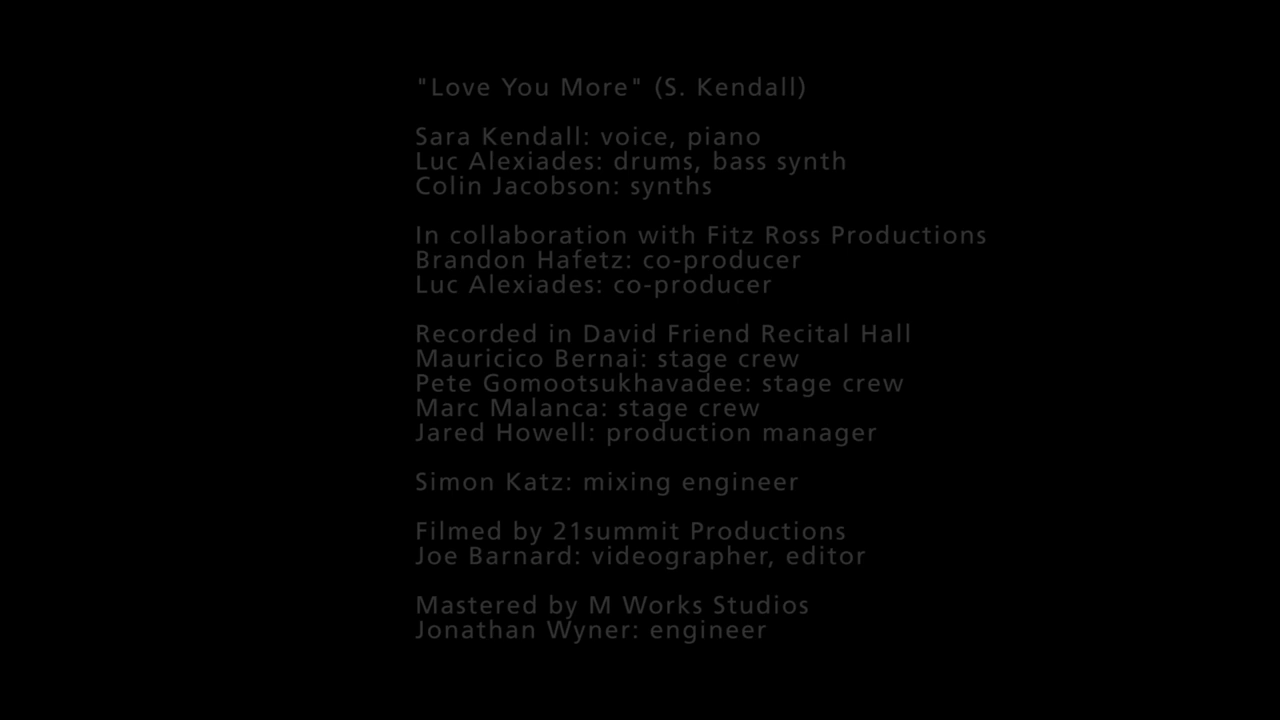 "Love You More" (S. Kendall)
Sara Kendall: voice, piano
Luc Alexiades: drums, bass synth
Colin Jacobson: synths
In collaboration with Fitz Ross Productions
Brandon Hafetz: co-producer
Luc Alexiades: co-producer
Recorded in David Friend Recital Hall
Mauricico Bernai: stage crew
Pete Gomootsukhavadee: stage crew
Marc Malanca: stage crew
Jared Howell: production manager
Simon Katz: mixing engineer
Filmed by 21summit Productions
Joe Barnard: videographer, editor
Mastered by M Works Studios
Jonathan Wyner: engineer